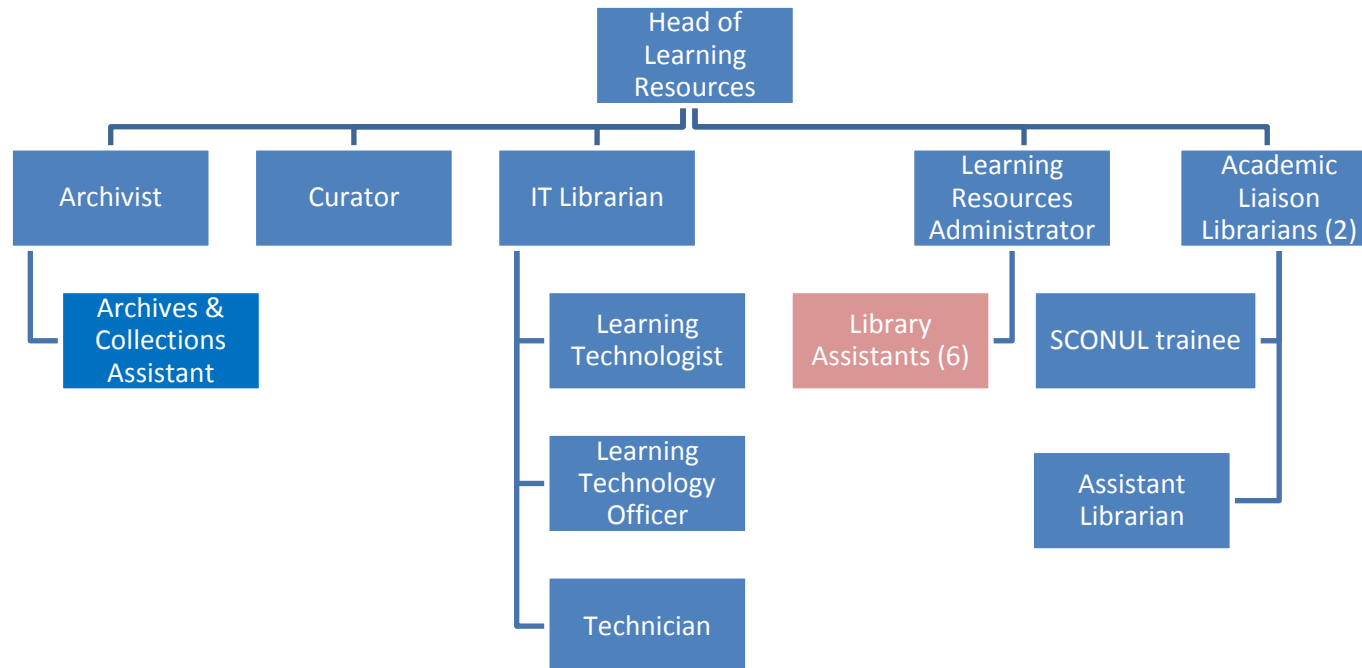 Head of
Learning
Resources
Archivist
Curator
IT Librarian
Learning
Resources
Administrator
Academic
Liaison
Librarians (2)
Archives &
Collections
Assistant
Learning
Technologist
Library
Assistants (6)
SCONUL trainee
Learning
Technology
Officer
Assistant
Librarian
Technician